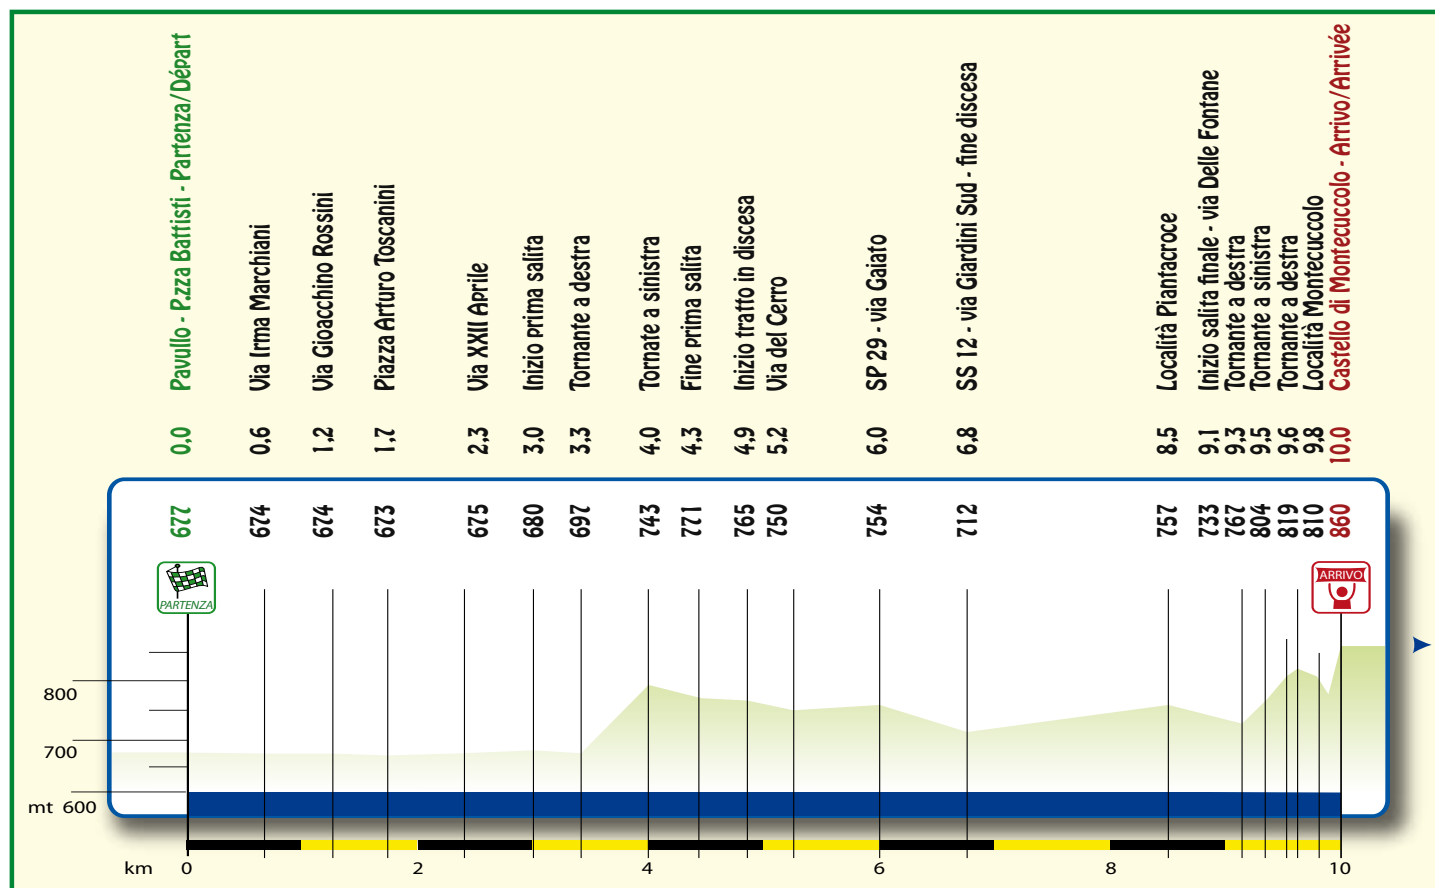 Pavullo - P.zza Battisti - Partenza/Départ
Via Irma Marchiani
Via Gioacchino Rossini
Piazza Arturo Toscanini
Via XXII Aprile
Inizio prima salita
Tornante a destra
Tornate a sinistra
Fine prima salita
Inizio tratto in discesa
Via del Cerro
SP 29 - via Gaiato
SS 12 - via Giardini Sud - fine discesa
Località Piantacroce
Inizio salita finale - via Delle Fontane
Tornante a destra
Tornante a sinistra
Tornante a destra
Località Montecuccolo
Castello di Montecuccolo - Arrivo/Arrivée
0,0 0,6 1,2 1,7 2,3 3,0 3,3 4,0 4,3 4,9 5,2 6,0 6,8 8,5 9,1 9,3 9,5 9,6 9,8 10,0
677 674 674 673 675 680 697 743 771 765 750 754 712 757 733 767 804 819 810 860
PARTENZA
ARRIVO
800
700
mt 600
km 0 2 4 6 8 10